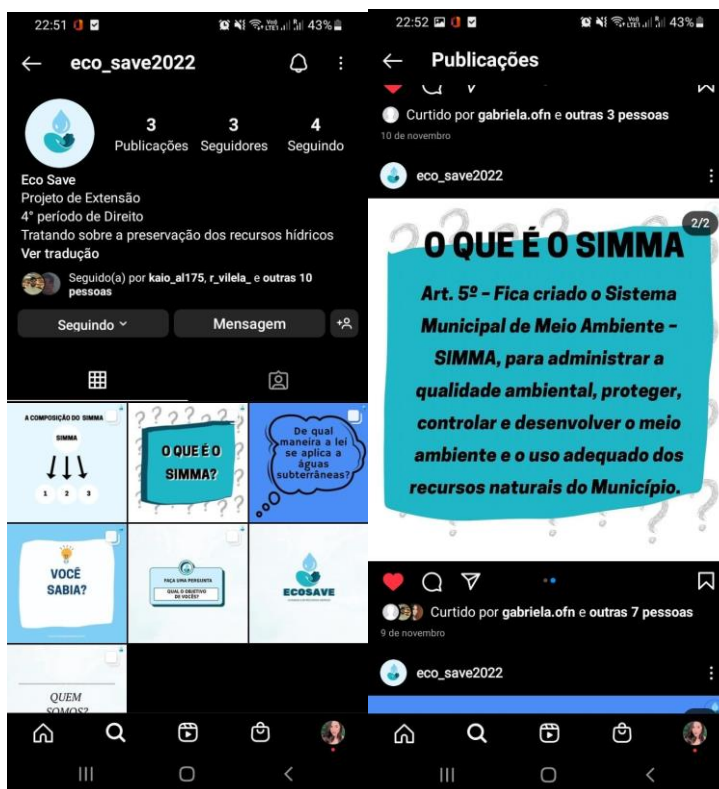 22:51
43%
eco_save2022
3
3
4
Publicações
Seguidores
Seguindo
Eco Save
Projeto de Extensão
4° período de Direito
Tratando sobre a preservação dos recursos hídricos
Ver tradução
Seguido(a) por kaio_al175, r_vilela_ e outras 10
pessoas
Seguindo
Mensagem
A COMPOSIÇÃO DO SIMMA
SIMMA
1 2 3
O QUE É O
SIMMA?
De qual
maneira a lei
se aplica a
águas
subterrâneas?
VOCÊ
SABIA?
FAÇA UMA PERGUNTA
QUAL O OBJETIVO
DE VOCÊS?
ECOSAVE
QUEM
SOMOS?
22:52
43%
Publicações
Curtido por gabriela.ofn e outras 3 pessoas
10 de novembro
eco_save2022
2/2
O QUE É O SIMMA
Art. 5º - Fica criado o Sistema
Municipal de Meio Ambiente -
SIMMA, para administrar a
qualidade ambiental, proteger,
controlar e desenvolver o meio
ambiente e o uso adequado dos
recursos naturais do Município.
Curtido por gabriela.ofn e outras 7 pessoas
9 de novembro
eco_save2022